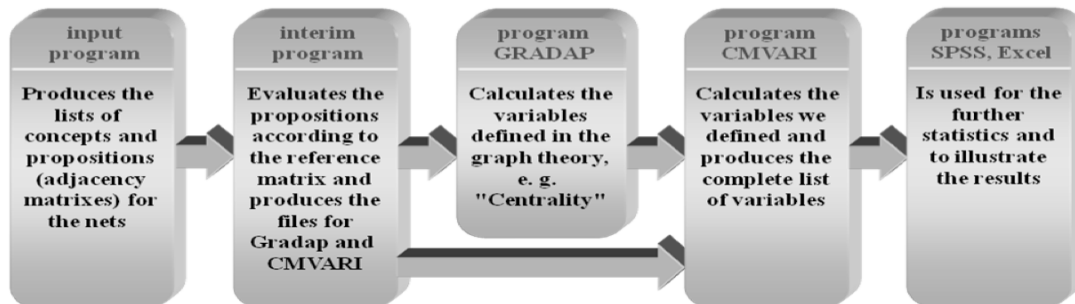 input
program
Produces the
lists of
concepts and
propositions
(adjacency
matrixes) for
the nets
interim
program
Evaluates the
propositions
according to
the reference
matrix and
produces the
files for
Gradap and
CMVARI
program
GRADAP
Calculates the
variables
defined in the
graph theory,
e. g.
"Centrality"
program
CMVARI
Calculates the
variables we
defined and
produces the
complete list
of variables
programs
SPSS, Excel
Is used for the
further
statistics and
to illustrate
the results